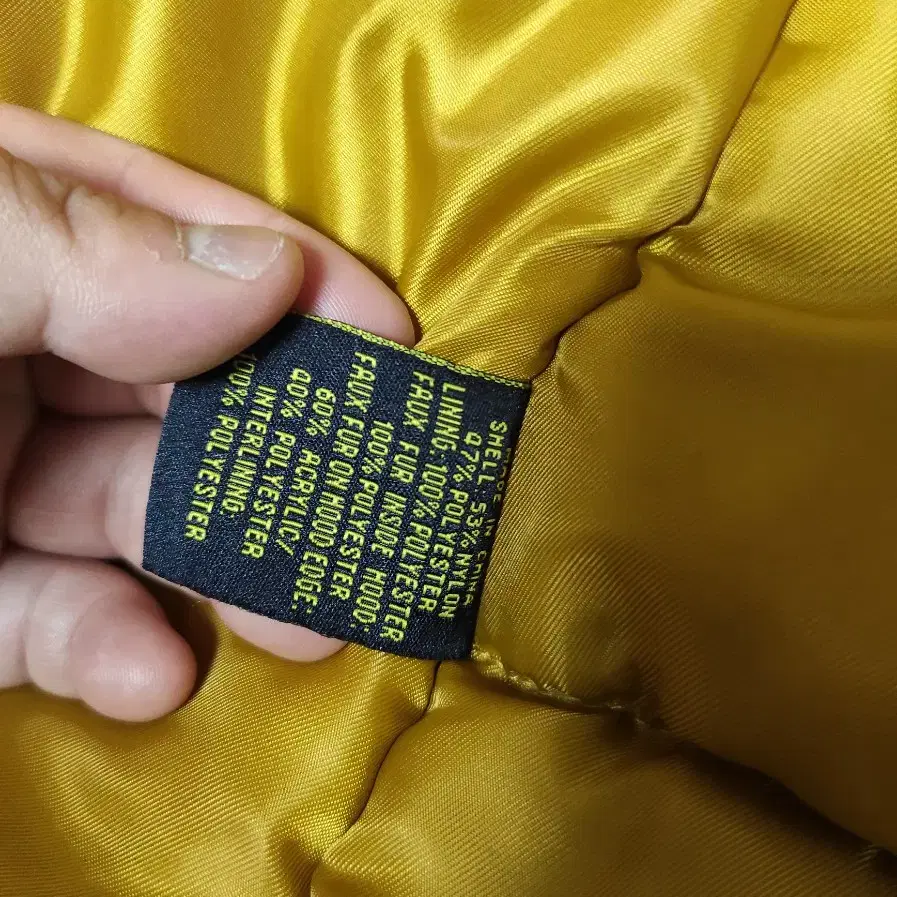 MADE IN CHINA
SHELL: 53% NYLON
47% POLYESTER
LINING: 100% POLYESTER
FAUX FUR INSIDE HOOD:
100% POLYESTER
FAUX FUR ON HOOD EDGE:
60% ACRYLIC/
40% POLYESTER
INTERLINING:
100% POLYESTER